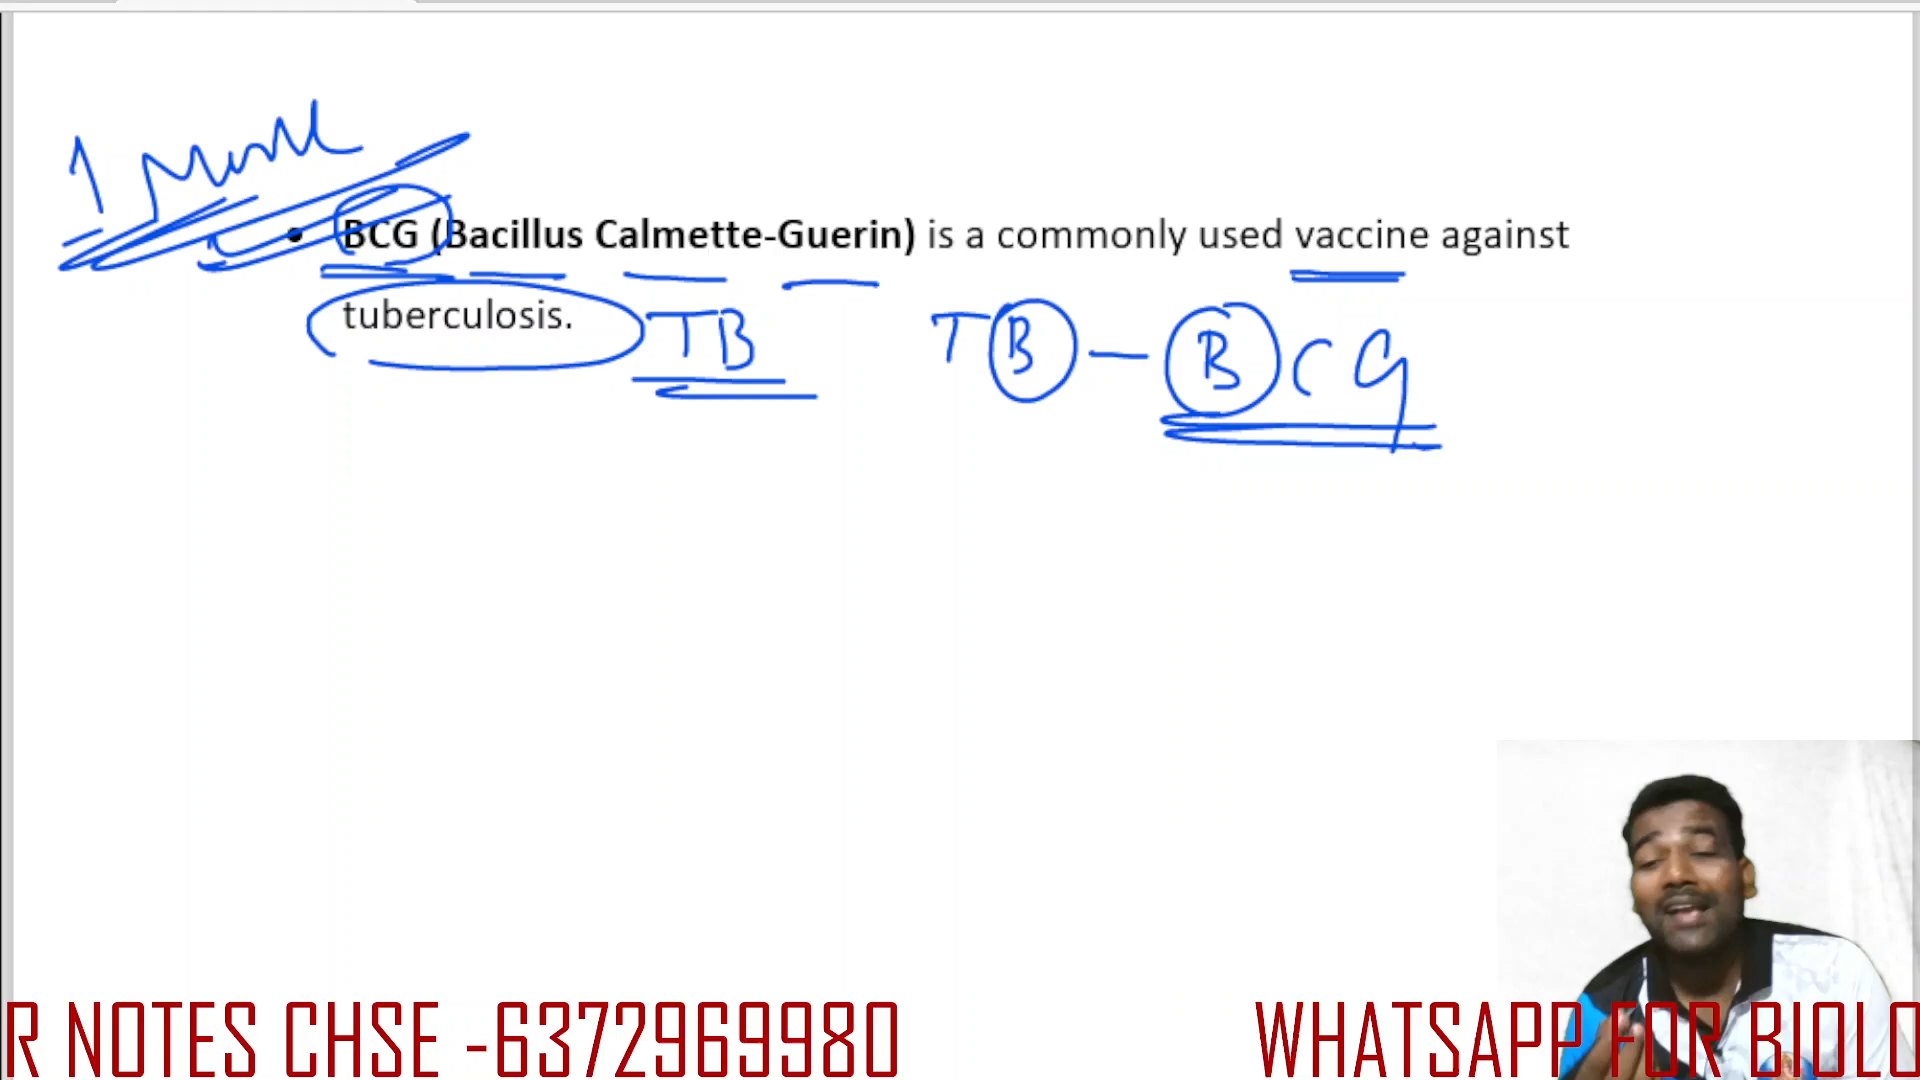 1 Mark
• BCG (Bacillus Calmette-Guerin) is a commonly used vaccine against
tuberculosis. TB TB - BCG
R NOTES CHSE -6372969980 WHATSAPP FOR BIOLO